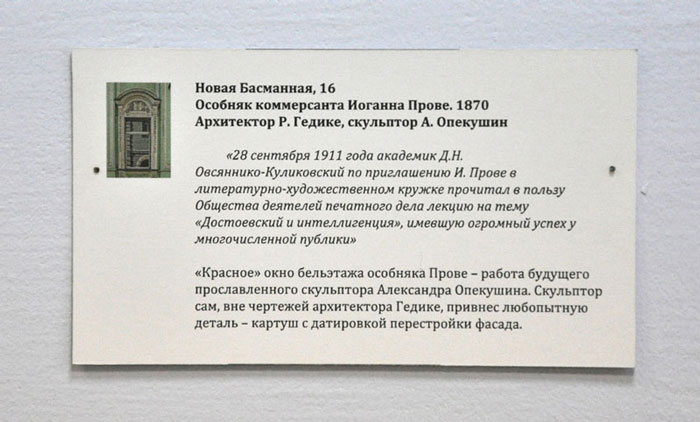 Новая Басманная, 16
Особняк коммерсанта Иоганна Прове. 1870
Архитектор Р. Гедике, скульптор А. Опекушин
«28 сентября 1911 года академик Д.Н.
Овсяннико-Куликовский по приглашению И. Прове в
литературно-художественном кружке прочитал в пользу
Общества деятелей печатного дела лекцию на тему
«Достоевский и интеллигенция», имевшую огромный успех у
многочисленной публики»
«Красное» окно бельэтажа особняка Прове – работа будущего
прославленного скульптора Александра Опекушина. Скульптор
сам, вне чертежей архитектора Гедике, привнес любопытную
деталь – картуш с датировкой перестройки фасада.